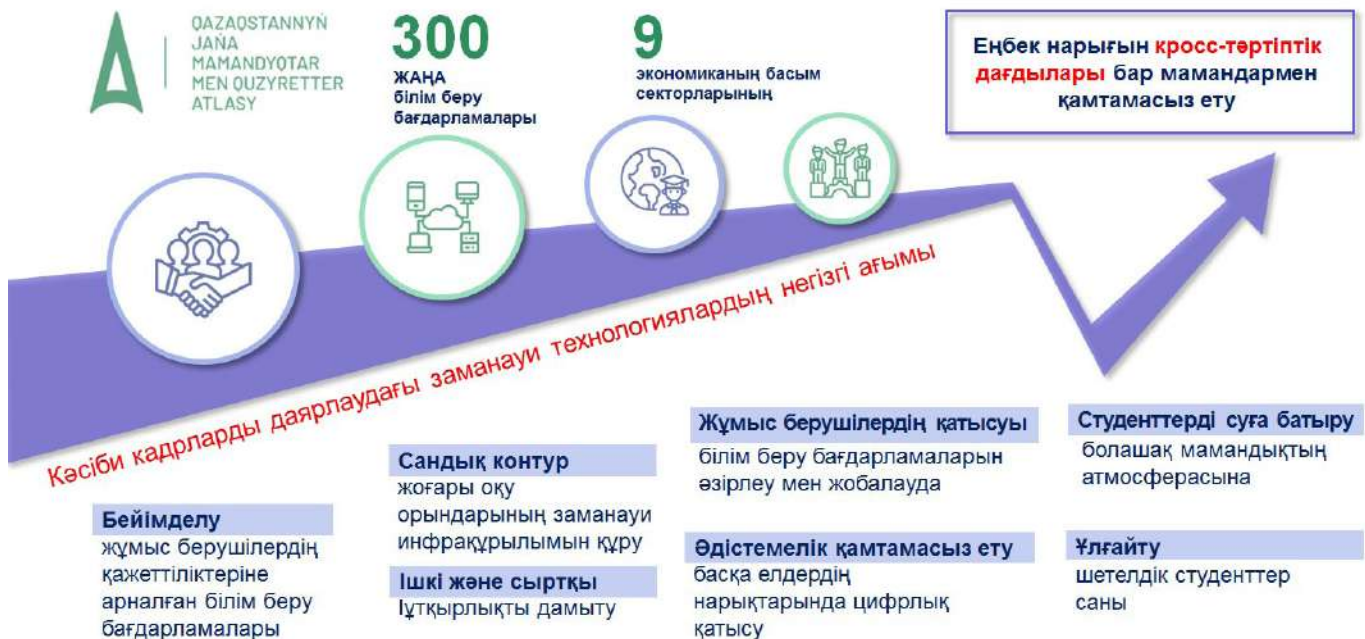 QAZAQSTANNYŃ
JAŃA
MAMANDYQTAR
MEN QUZYRETTER
ATLASY
300
ЖАҢА
білім беру
бағдарламалары
9
экономиканың басым
секторларының
Еңбек нарығын кросс-тәртіптік
дағдылары бар мамандармен
қамтамасыз ету
Кәсіби кадрларды даярлаудағы заманауи технологиялардың негізгі ағымы
Бейімделу
жұмыс берушілердің
қажеттіліктеріне
арналған білім беру
бағдарламалары
Сандық контур
жоғары оқу
орындарының заманауи
инфрақұрылымын құру
Ішкі және сыртқы
Ұтқырлықты дамыту
Жұмыс берушілердің қатысуы
білім беру бағдарламаларын
әзірлеу мен жобалауда
Әдістемелік қамтамасыз ету
басқа елдердің
нарықтарында цифрлық
қатысу
Студенттерді суға батыру
болашақ мамандықтың
атмосферасына
Ұлғайту
шетелдік студенттер
саны